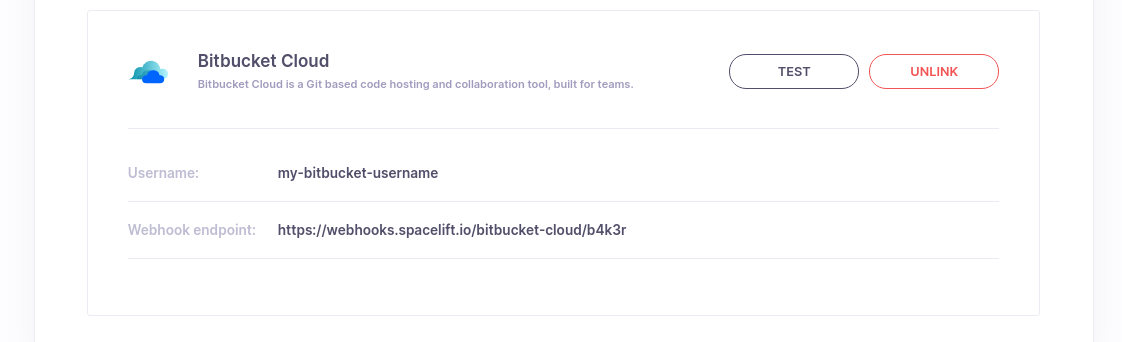 Bitbucket Cloud
Bitbucket Cloud is a Git based code hosting and collaboration tool, built for teams.
TEST
UNLINK
Username: my-bitbucket-username
Webhook endpoint: https://webhooks.spacelift.io/bitbucket-cloud/b4k3r